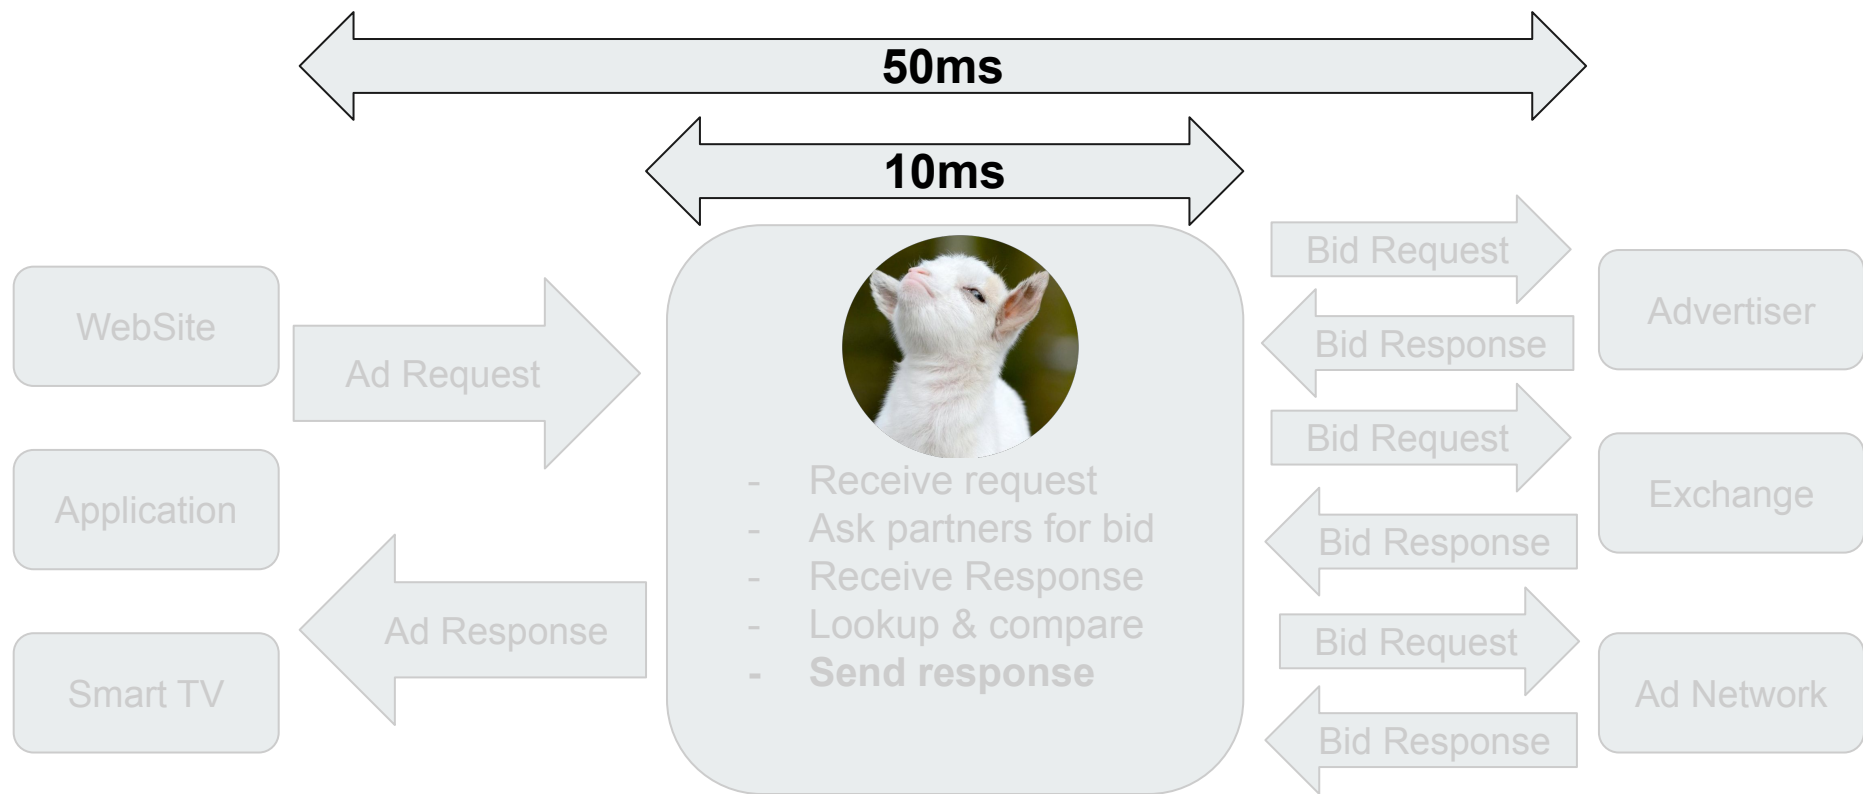 50ms
10ms
WebSite
Application
Smart TV
Ad Request
Ad Response
- Receive request
- Ask partners for bid
- Receive Response
- Lookup & compare
- Send response
Bid Request
Bid Response
Bid Request
Bid Response
Bid Request
Bid Response
Advertiser
Exchange
Ad Network